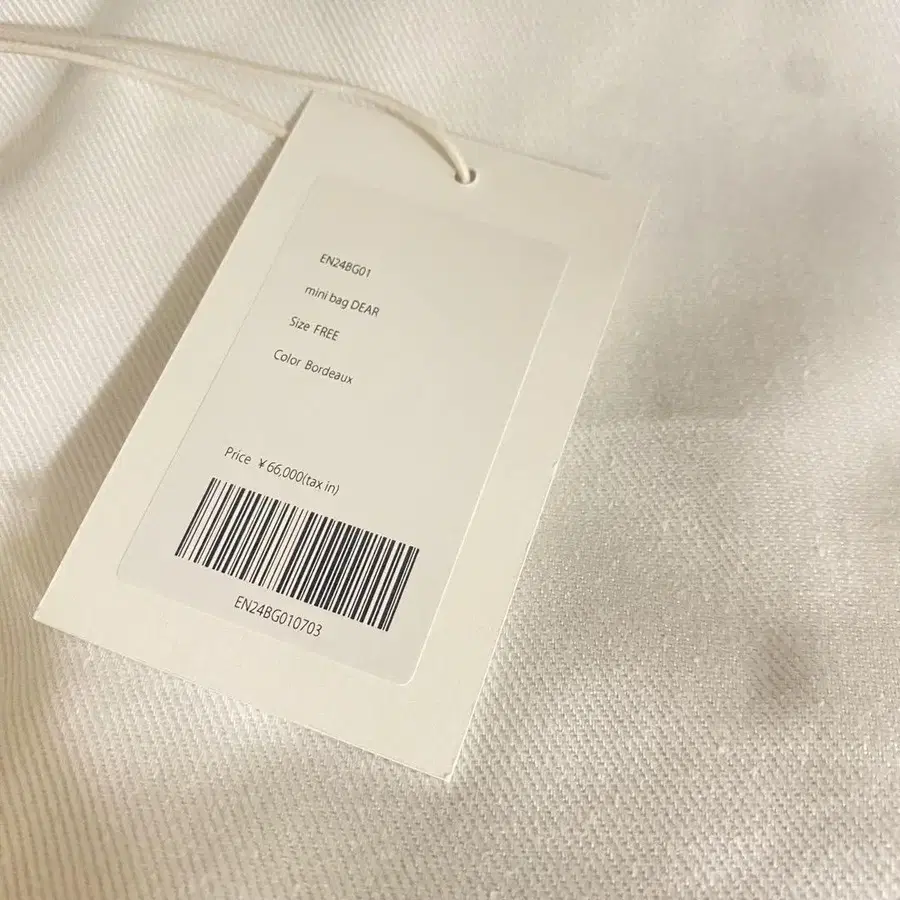 EN24BG01
mini bag DEAR
Size FREE
Color Bordeaux
Price ¥66,000(tax in)
EN24BG010703